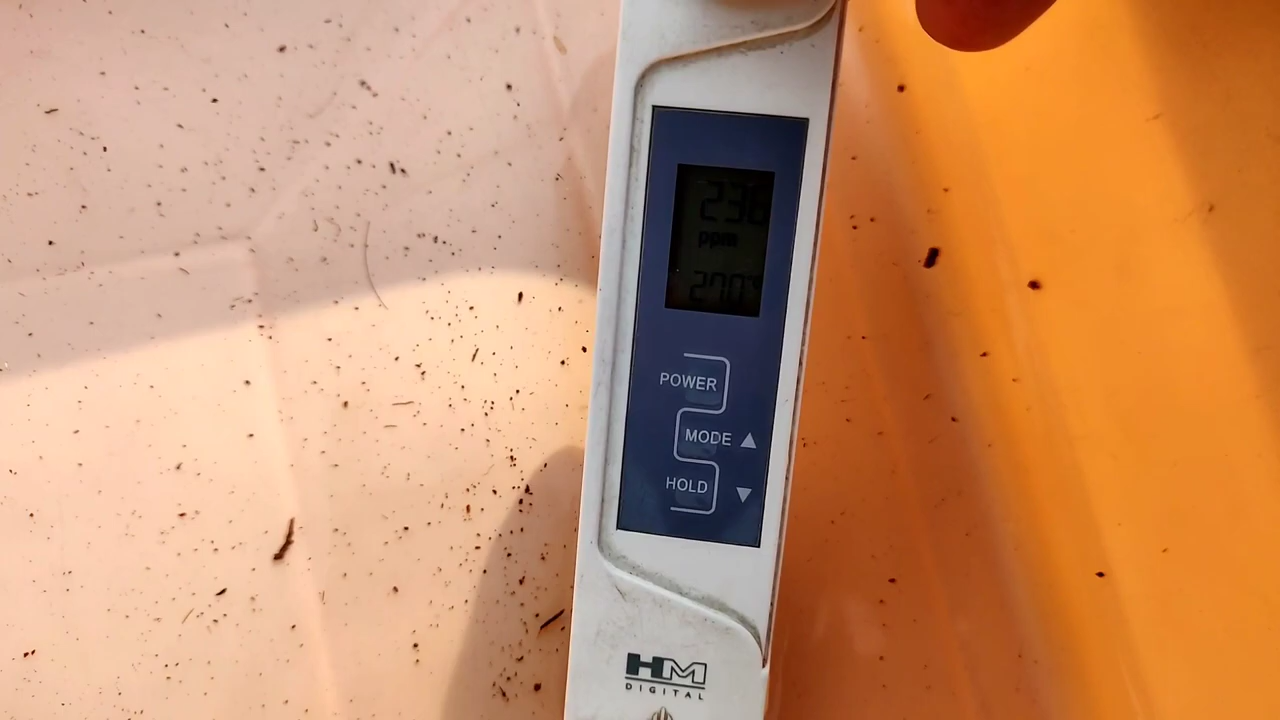 236
ppm
27.0°
POWER
MODE ▲
HOLD ▼
HM
DIGITAL